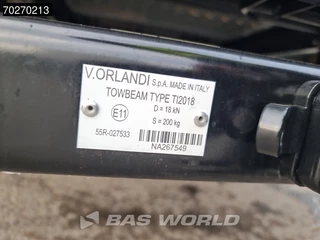 70270213
V.ORLANDI S.p.A. MADE IN ITALY
TOWBEAM TYPE TI2018
D = 18 kN
E11
S = 200 kg
55R-027533
NA267549
BAS WORLD